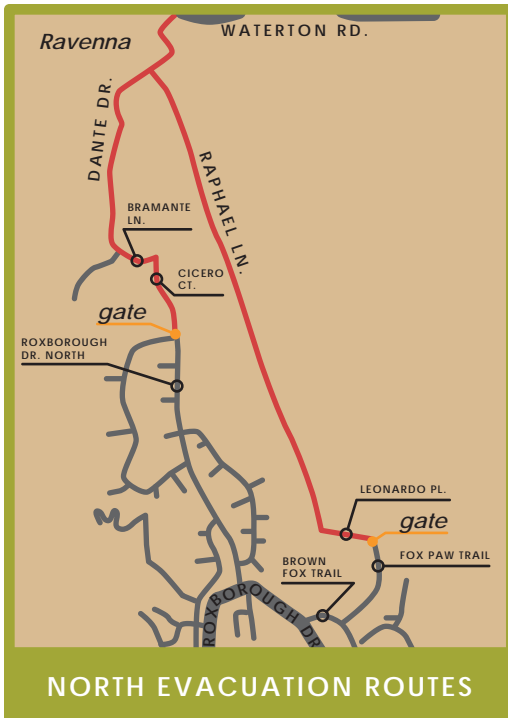 Ravenna
WATERTON RD.
DANTE DR.
RAPHAEL LN.
BRAMANTE
LN.
CICERO
CT.
gate
ROXBOROUGH
DR. NORTH
LEONARDO PL.
gate
FOX PAW TRAIL
BROWN
FOX TRAIL
ROXBOROUGH DR.
NORTH EVACUATION ROUTES